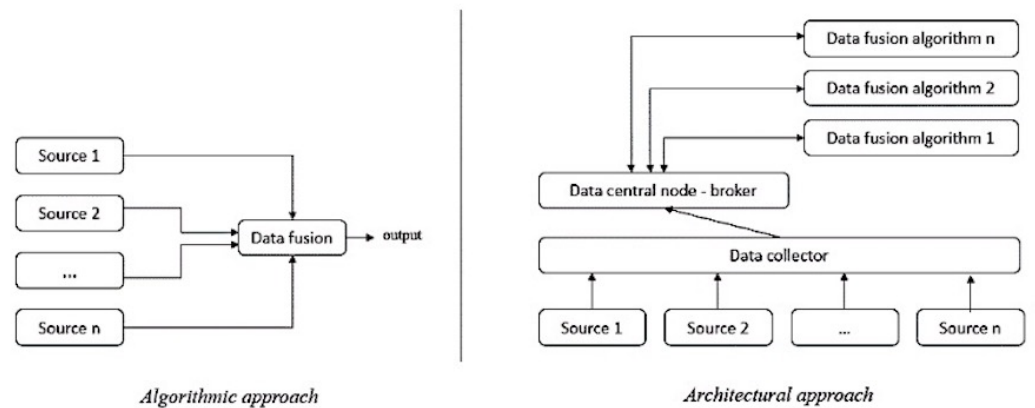 Source 1
Source 2
...
Source n
Data fusion
output
Algorithmic approach
Data fusion algorithm n
Data fusion algorithm 2
Data fusion algorithm 1
Data central node - broker
Data collector
Source 1
Source 2
...
Source n
Architectural approach